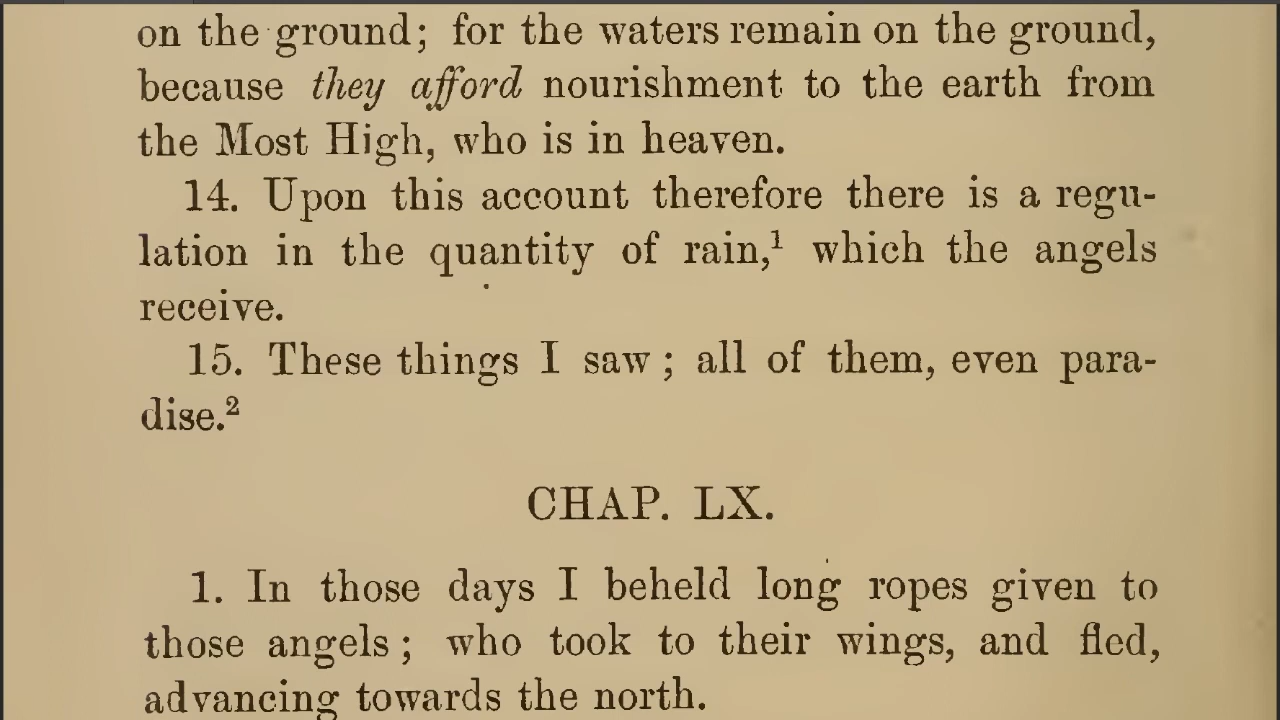 on the ground; for the waters remain on the ground,
because they afford nourishment to the earth from
the Most High, who is in heaven.
14. Upon this account therefore there is a regu-
lation in the quantity of rain,¹ which the angels
receive.
15. These things I saw; all of them, even para-
dise.²
CHAP. LX.
1. In those days I beheld long ropes given to
those angels; who took to their wings, and fled,
advancing towards the north.